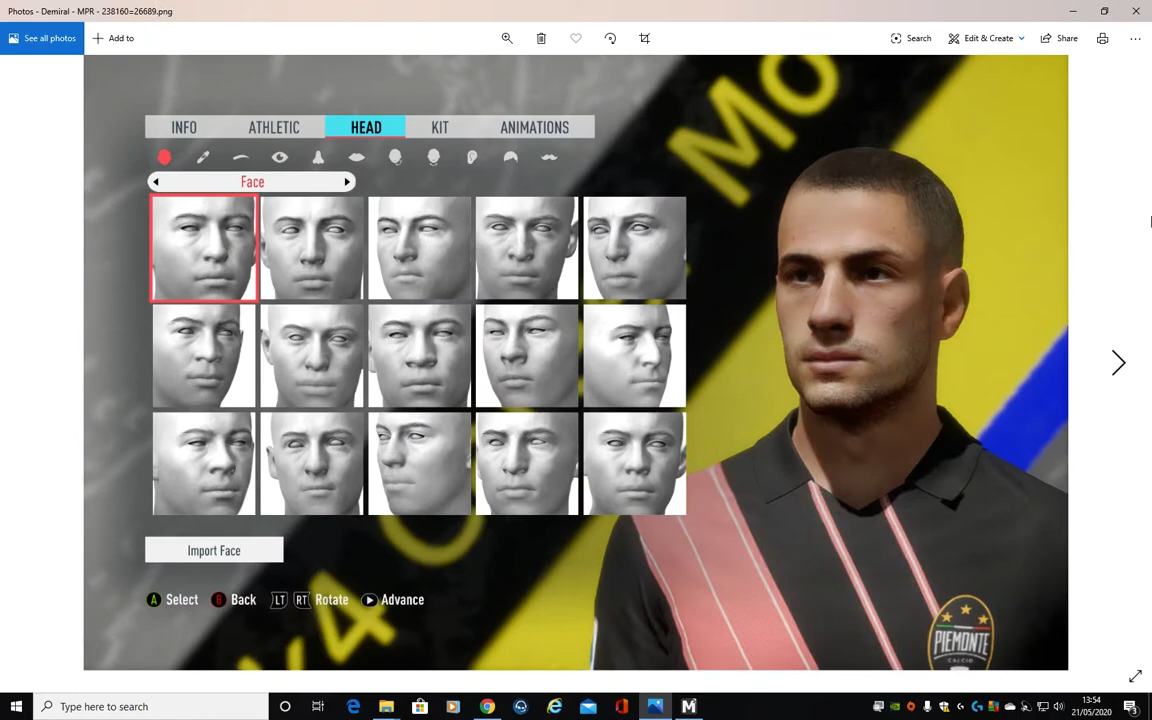 Photos - Demiral - MPR - 238160=26689.png
See all photos
Add to
Search
Edit & Create
Share
Mo
INFO
ATHLETIC
HEAD
KIT
ANIMATIONS
Face
Import Face
A Select
B Back
LT RT Rotate
Advance
PIEMONTE
CALCIO
Type here to search
13:54
21/05/2020
3